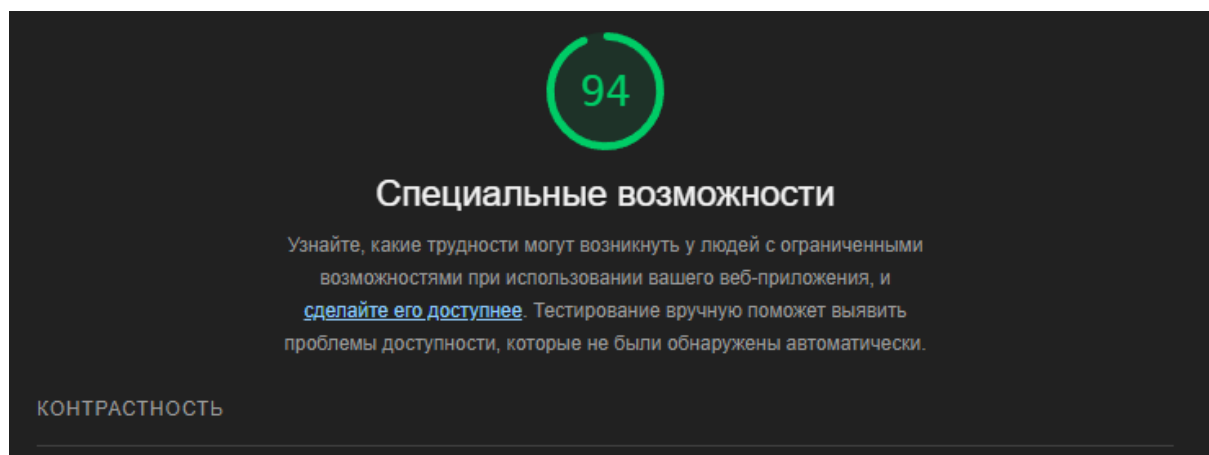 94
Специальные возможности
Узнайте, какие трудности могут возникнуть у людей с ограниченными
возможностями при использовании вашего веб-приложения, и
сделайте его доступнее. Тестирование вручную поможет выявить
проблемы доступности, которые не были обнаружены автоматически.
КОНТРАСТНОСТЬ